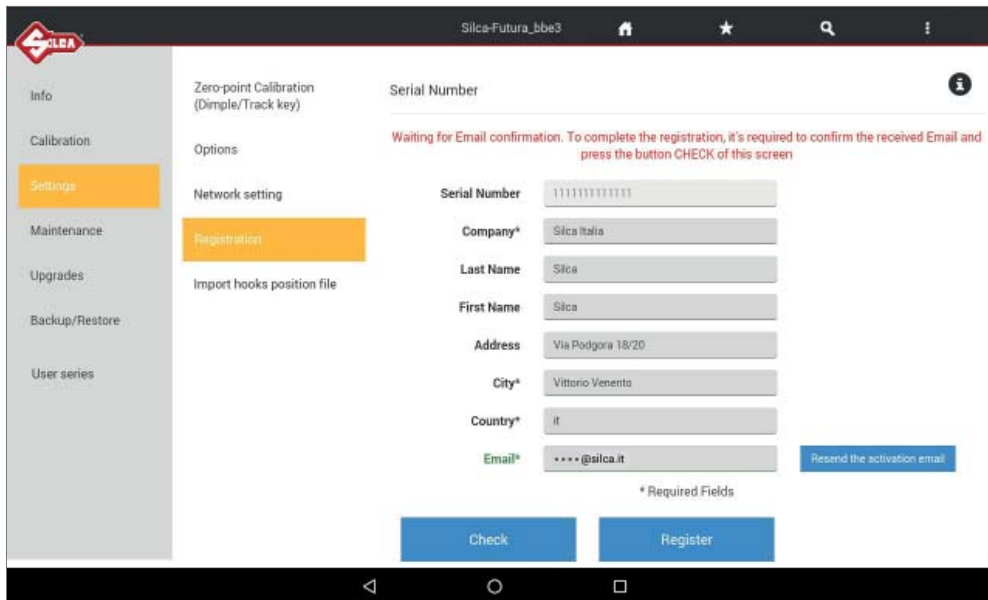 SILCA
Silca-Futura_bbe3
Info
Calibration
Settings
Maintenance
Upgrades
Backup/Restore
User series
Zero-point Calibration
(Dimple/Track key)
Options
Network setting
Registration
Import hooks position file
Serial Number
Waiting for Email confirmation. To complete the registration, it's required to confirm the received Email and
press the button CHECK of this screen
Serial Number 1111111111111
Company* Silca Italia
Last Name Silca
First Name Silca
Address Via Podgora 18/20
City* Vittorio Venento
Country* it
Email* ••••@silca.it Resend the activation email
* Required Fields
Check Register